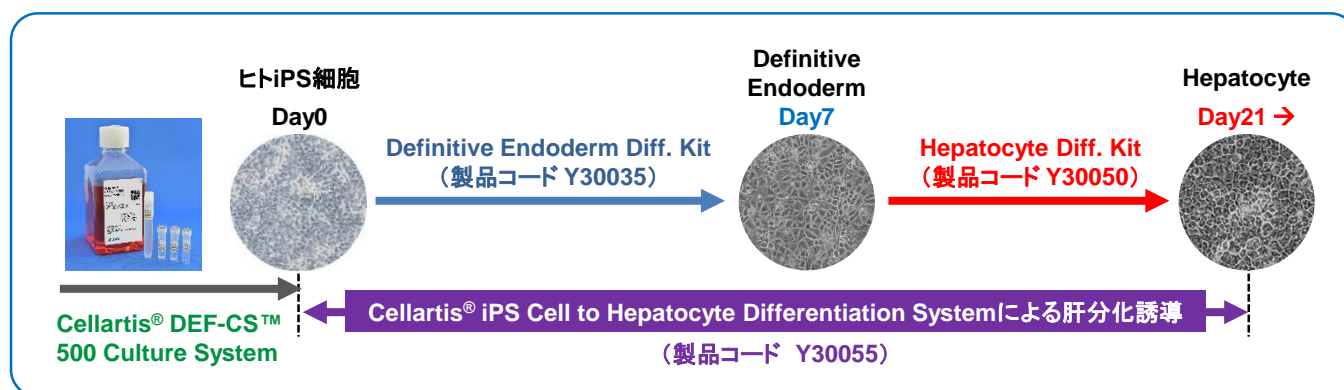 ヒトiPS細胞
Day0
Definitive
Endoderm
Day7
Hepatocyte
Day21 →
Definitive Endoderm Diff. Kit
（製品コード Y30035）
Hepatocyte Diff. Kit
（製品コード Y30050）
Cellartis® DEF-CS™
500 Culture System
Cellartis® iPS Cell to Hepatocyte Differentiation Systemによる肝分化誘導
（製品コード Y30055）